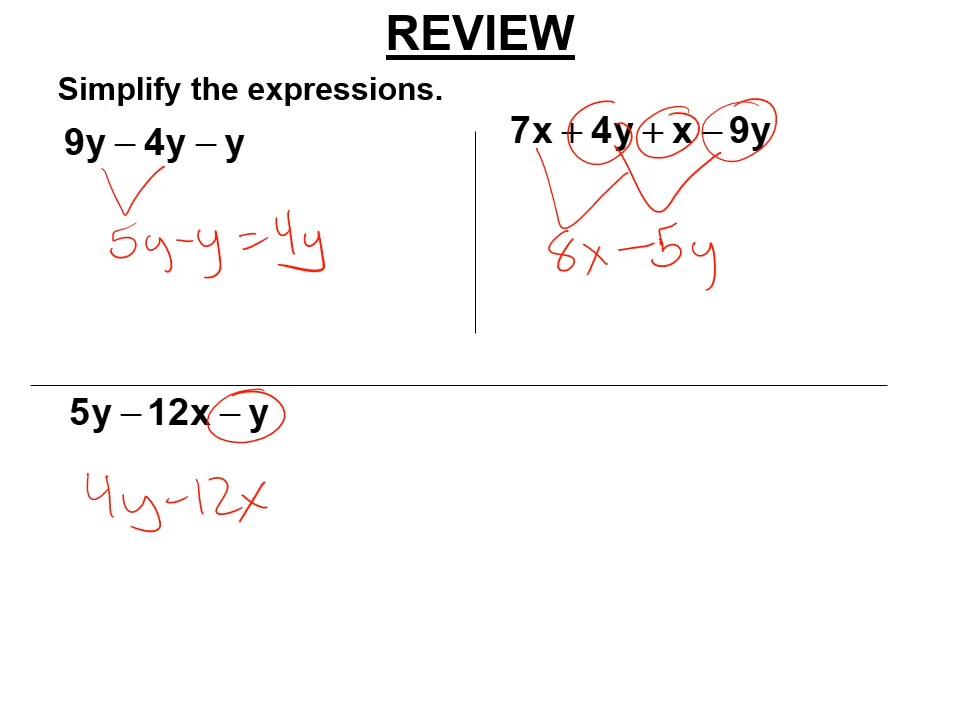 REVIEW
Simplify the expressions.
9y – 4y – y
5y - y = 4y
7x + 4y + x – 9y
8x - 5y
5y – 12x – y
4y - 12x